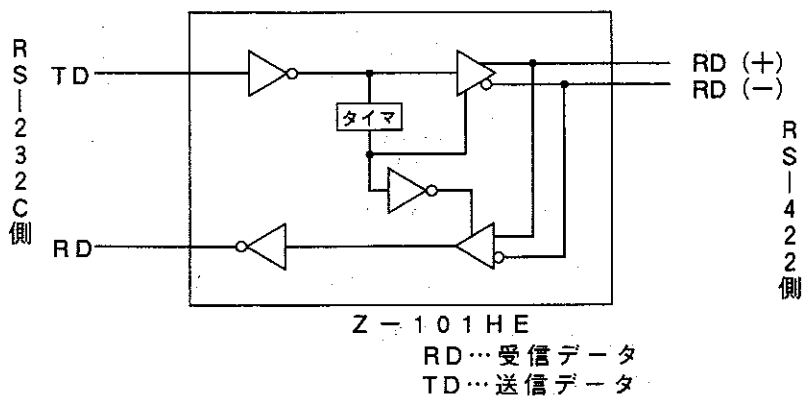 RS-232C側
TD
RD
タイマ
RD (+)
RD (-)
RS-422側
Z-101HE
RD…受信データ
TD…送信データ